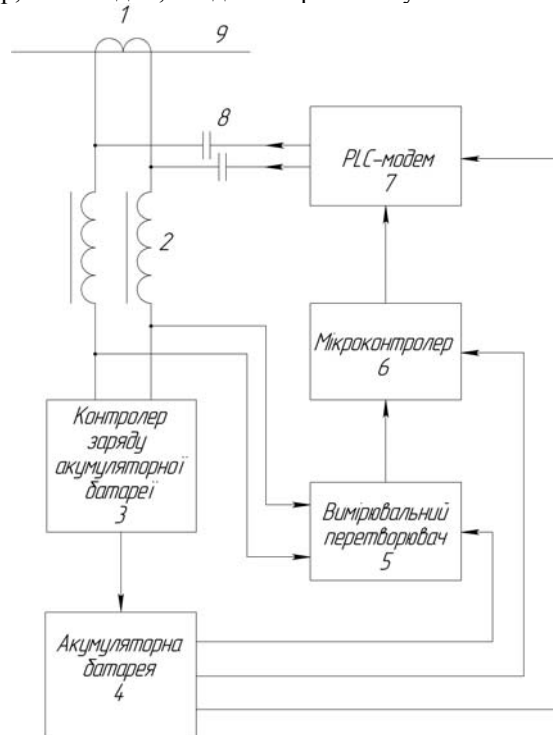 1
9
8
PLC-модем
7
2
Мікроконтролер
6
Контролер
заряду
акумуляторної
батареї
3
Вимірювальний
перетворювач
5
Акумуляторна
батарея
4